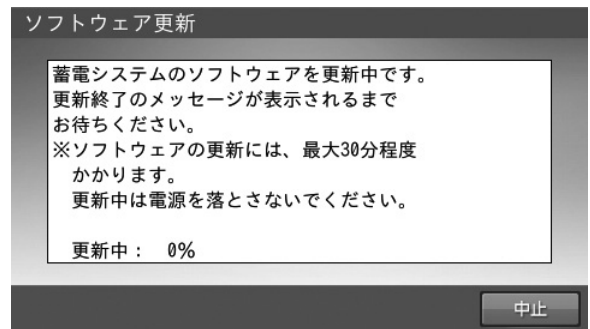 ソフトウェア更新
蓄電システムのソフトウェアを更新中です。
更新終了のメッセージが表示されるまで
お待ちください。
※ソフトウェアの更新には、最大30分程度
かかります。
更新中は電源を落とさないでください。
更新中： 0%
中止